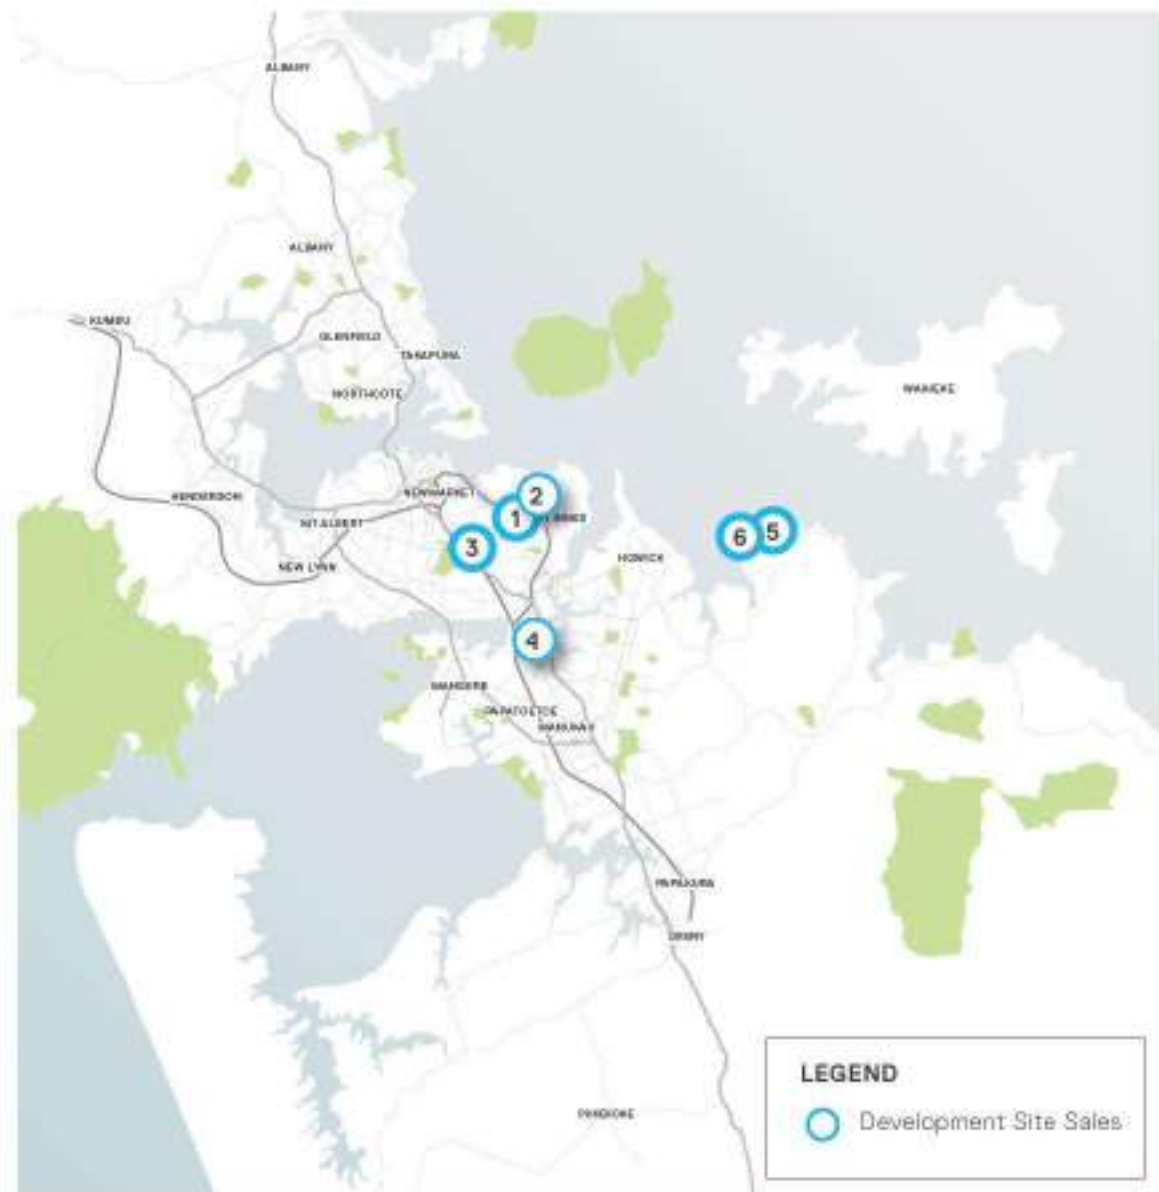 ALBANY
ALBANY
KUMEU
GLENFIELD
TAKAPUNA
NORTHCOTE
WAIHEKE
HENDERSON
NEWMARKET
MT ALBERT
NEW LYNN
2
1
3
HOWICK
6
5
4
MANGERE
PAPATOETOE
MANUKAU
PAPAKURA
DRURY
PUKEKOHE
LEGEND
Development Site Sales